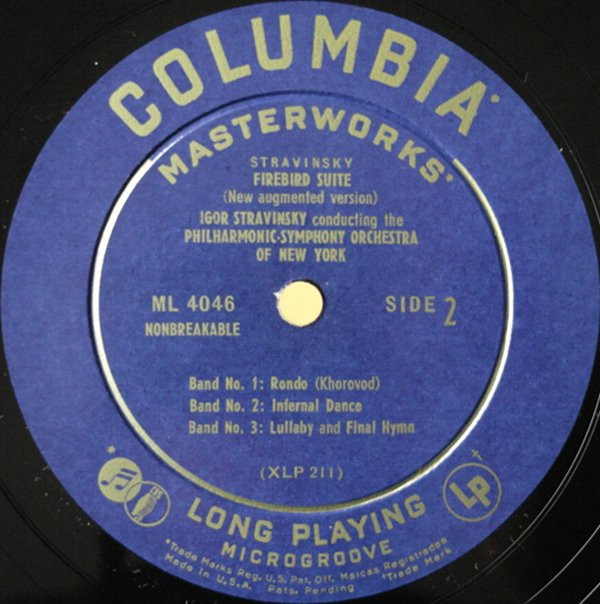 COLUMBIA*
MASTERWORKS*
STRAVINSKY
FIREBIRD SUITE
(New augmented version)
IGOR STRAVINSKY conducting the
PHILHARMONIC-SYMPHONY ORCHESTRA
OF NEW YORK
ML 4046
NONBREAKABLE
SIDE 2
Band No. 1: Rondo (Khorovod)
Band No. 2: Infernal Dance
Band No. 3: Lullaby and Final Hymn
(XLP 211)
*
† Lp
LONG PLAYING
MICROGROOVE
*Trade Marks Reg. U.S. Pat. Off. Marcas Registradas
Made in U.S.A. Pats. Pending †Trade Mark